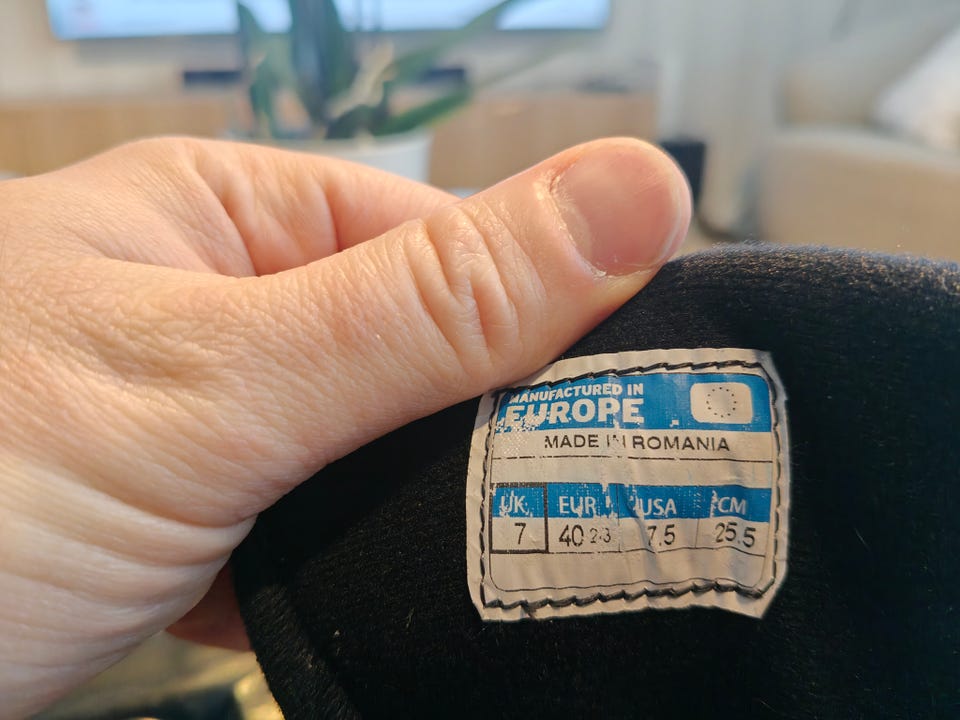 MANUFACTURED IN
EUROPE
MADE IN ROMANIA
UK EUR USA CM
7 40 2-3 7.5 25.5